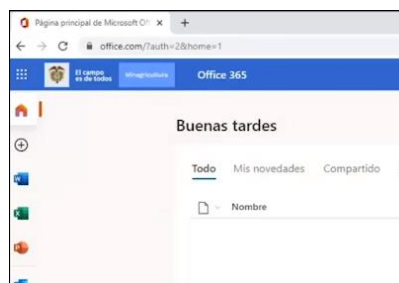 Página principal de Microsoft Of
office.com/?auth=2&home=1
El campo
es de todos
Minagricultura
Office 365
Buenas tardes
Todo Mis novedades Compartido
Nombre